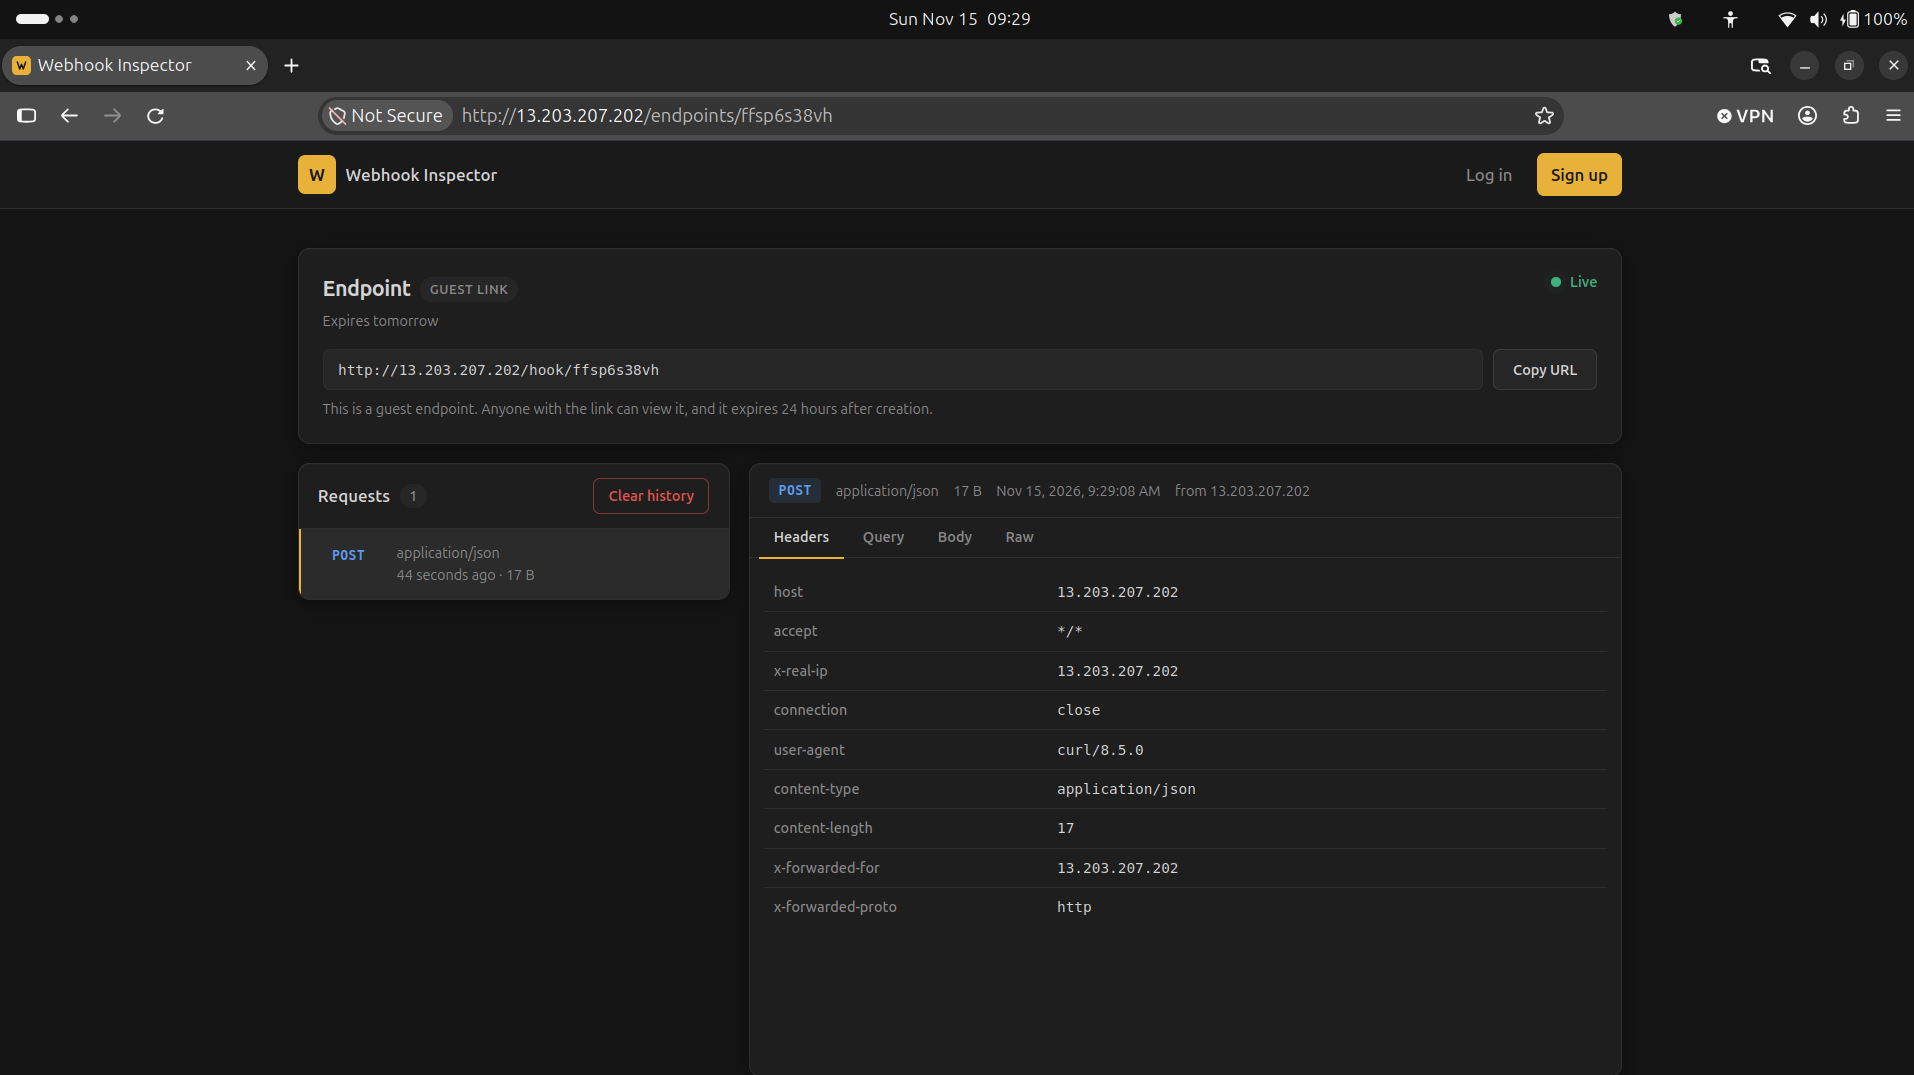 Sun Nov 15 09:29
100%
W Webhook Inspector
Not Secure http://13.203.207.202/endpoints/ffsp6s38vh
VPN
W Webhook Inspector
Log in
Sign up
Endpoint GUEST LINK
Live
Expires tomorrow
http://13.203.207.202/hook/ffsp6s38vh
Copy URL
This is a guest endpoint. Anyone with the link can view it, and it expires 24 hours after creation.
Requests 1
Clear history
POST application/json
44 seconds ago · 17 B
POST application/json 17 B Nov 15, 2026, 9:29:08 AM from 13.203.207.202
Headers Query Body Raw
host 13.203.207.202
accept */*
x-real-ip 13.203.207.202
connection close
user-agent curl/8.5.0
content-type application/json
content-length 17
x-forwarded-for 13.203.207.202
x-forwarded-proto http